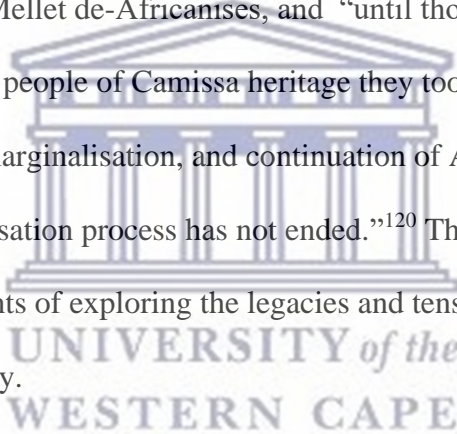 Mellet de-Africanises, and “until tho
people of Camissa heritage they too
arginalisation, and continuation of A
sation process has not ended.”120 Th
nts of exploring the legacies and tens
UNIVERSITY of the
y.
WESTERN CAPE